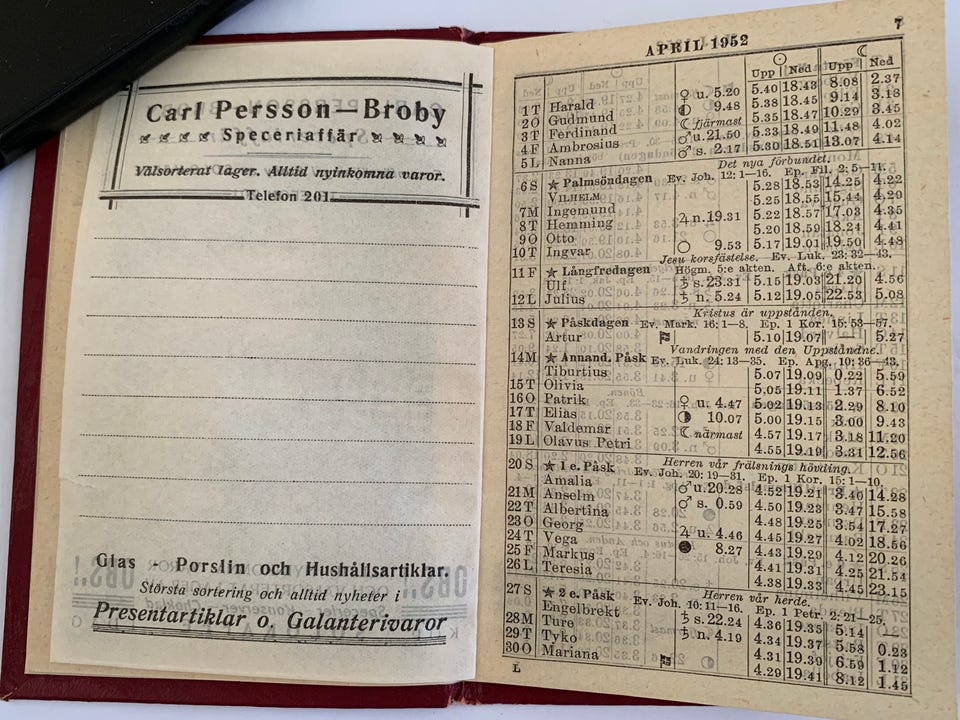 Carl Persson—Broby
Speceriaffär
Välsorterat lager. Alltid nyinkomna varor.
Telefon 201
Glas Porslin och Hushållsartiklar.
Största sortering och alltid nyheter i
Presentartiklar o. Galanterivaror
7
APRIL 1952
☉ ☾
Upp Ned Upp Ned
1 T Harald ♀ u. 5.20 5.40 18.43 8.08 2.37
2 O Gudmund ◐ 9.48 5.38 18.45 9.14 3.18
3 T Ferdinand ☾ fjärmast 5.35 18.47 10.29 3.45
4 F Ambrosius ♂ u. 21.50 5.33 18.49 11.48 4.02
5 L Nanna ♂ s. 2.17 5.30 18.51 13.07 4.14
Det nya förbundet.
6 S ★ Palmsöndagen Ev. Joh. 12: 1—16. Ep. Fil. 2: 5—11.
VILHELM 5.28 18.53 14.25 4.22
7 M Ingemund 5.25 18.55 15.44 4.29
8 T Hemming ♃ n. 19.31 5.22 18.57 17.03 4.35
9 O Otto 5.20 18.59 18.24 4.41
10 T Ingvar ○ 9.53 5.17 19.01 19.50 4.48
Jesu korsfästelse. Ev. Luk. 23: 32—43.
11 F ★ Långfredagen Högm. 5:e akten. Aft. 6:e akten.
Ulf ♄ s. 23.31 5.15 19.03 21.20 4.56
12 L Julius ♄ n. 5.24 5.12 19.05 22.53 5.08
Kristus är uppstånden.
13 S ★ Påskdagen Ev. Mark. 16: 1—8. Ep. 1 Kor. 15: 53—57.
Artur 5.10 19.07 — 5.27
Vandringen med den Uppståndne.
14 M ★ Annand. Påsk Ev. Luk. 24: 13—35. Ep. Apg. 10: 36—43.
Tiburtius 5.07 19.09 0.22 5.59
15 T Olivia 5.05 19.11 1.37 6.52
16 O Patrik ♀ u. 4.47 5.02 19.13 2.29 8.10
17 T Elias ◑ 10.07 5.00 19.15 3.00 9.43
18 F Valdemar ☾ närmast 4.57 19.17 3.18 11.20
19 L Olavus Petri 4.55 19.19 3.31 12.56
Herren vår frälsnings hövding.
20 S ★ 1 e. Påsk Ev. Joh. 20: 19—31. Ep. 1 Kor. 15: 1—10.
Amalia ♂ u. 20.28 4.52 19.21 3.40 14.28
21 M Anselm ♂ s. 0.59 4.50 19.23 3.47 15.58
22 T Albertina 4.48 19.25 3.54 17.27
23 O Georg ♃ u. 4.46 4.45 19.27 4.02 18.56
24 T Vega ● 8.27 4.43 19.29 4.12 20.26
25 F Markus 4.41 19.31 4.25 21.54
26 L Teresia 4.38 19.33 4.45 23.15
Herren vår herde.
27 S ★ 2 e. Påsk Ev. Joh. 10: 11—16. Ep. 1 Petr. 2: 21—25.
Engelbrekt ♄ s. 22.24 4.36 19.35 5.14 —
28 M Ture ♄ n. 4.19 4.34 19.37 5.58 0.23
29 T Tyko 4.31 19.39 6.59 1.12
30 O Mariana 4.29 19.41 8.12 1.45
L